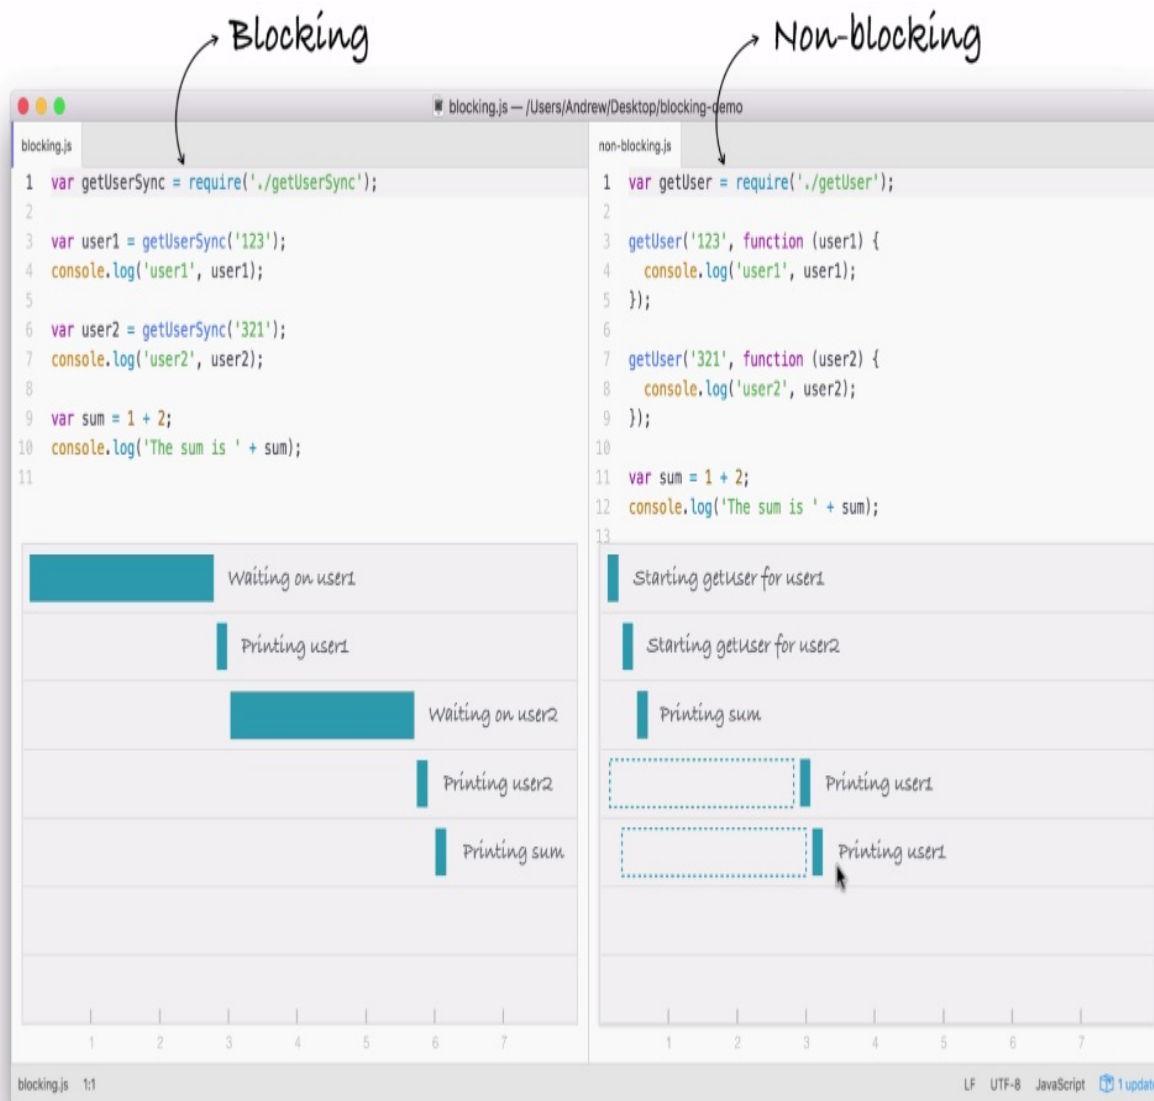 Blocking
Non-blocking
blocking.js — /Users/Andrew/Desktop/blocking-demo
blocking.js
1 var getUserSync = require('./getUserSync');
2
3 var user1 = getUserSync('123');
4 console.log('user1', user1);
5
6 var user2 = getUserSync('321');
7 console.log('user2', user2);
8
9 var sum = 1 + 2;
10 console.log('The sum is ' + sum);
11
Waiting on user1
Printing user1
Waiting on user2
Printing user2
Printing sum
1 2 3 4 5 6 7
non-blocking.js
1 var getUser = require('./getUser');
2
3 getUser('123', function (user1) {
4 console.log('user1', user1);
5 });
6
7 getUser('321', function (user2) {
8 console.log('user2', user2);
9 });
10
11 var sum = 1 + 2;
12 console.log('The sum is ' + sum);
13
Starting getUser for user1
Starting getUser for user2
Printing sum
Printing user1
Printing user1
1 2 3 4 5 6 7
blocking.js 1:1
LF UTF-8 JavaScript 1 update